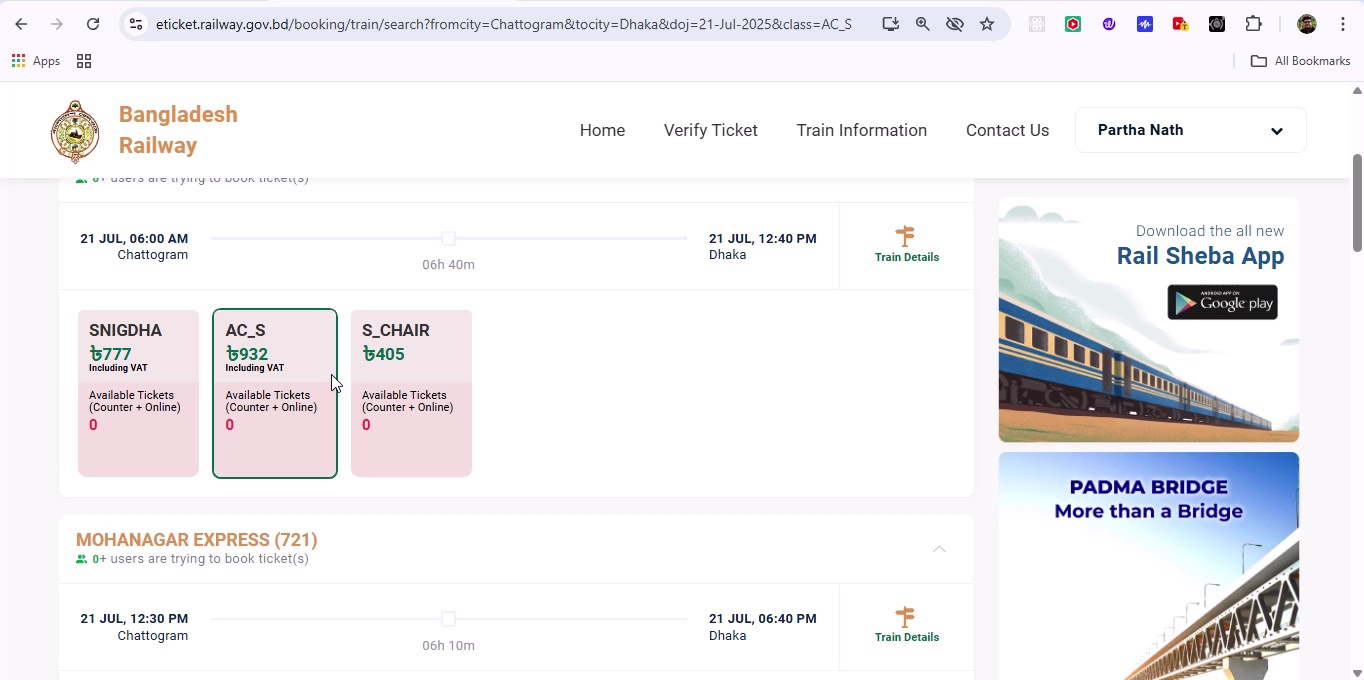 eticket.railway.gov.bd/booking/train/search?fromcity=Chattogram&tocity=Dhaka&doj=21-Jul-2025&class=AC_S
Apps
All Bookmarks
Bangladesh
Railway
Home
Verify Ticket
Train Information
Contact Us
Partha Nath
0+ users are trying to book ticket(s)
21 JUL, 06:00 AM
Chattogram
06h 40m
21 JUL, 12:40 PM
Dhaka
Train Details
SNIGDHA
৳777
Including VAT
Available Tickets
(Counter + Online)
0
AC_S
৳932
Including VAT
Available Tickets
(Counter + Online)
0
S_CHAIR
৳405
Available Tickets
(Counter + Online)
0
MOHANAGAR EXPRESS (721)
0+ users are trying to book ticket(s)
21 JUL, 12:30 PM
Chattogram
06h 10m
21 JUL, 06:40 PM
Dhaka
Train Details
Download the all new
Rail Sheba App
ANDROID APP ON
Google play
PADMA BRIDGE
More than a Bridge